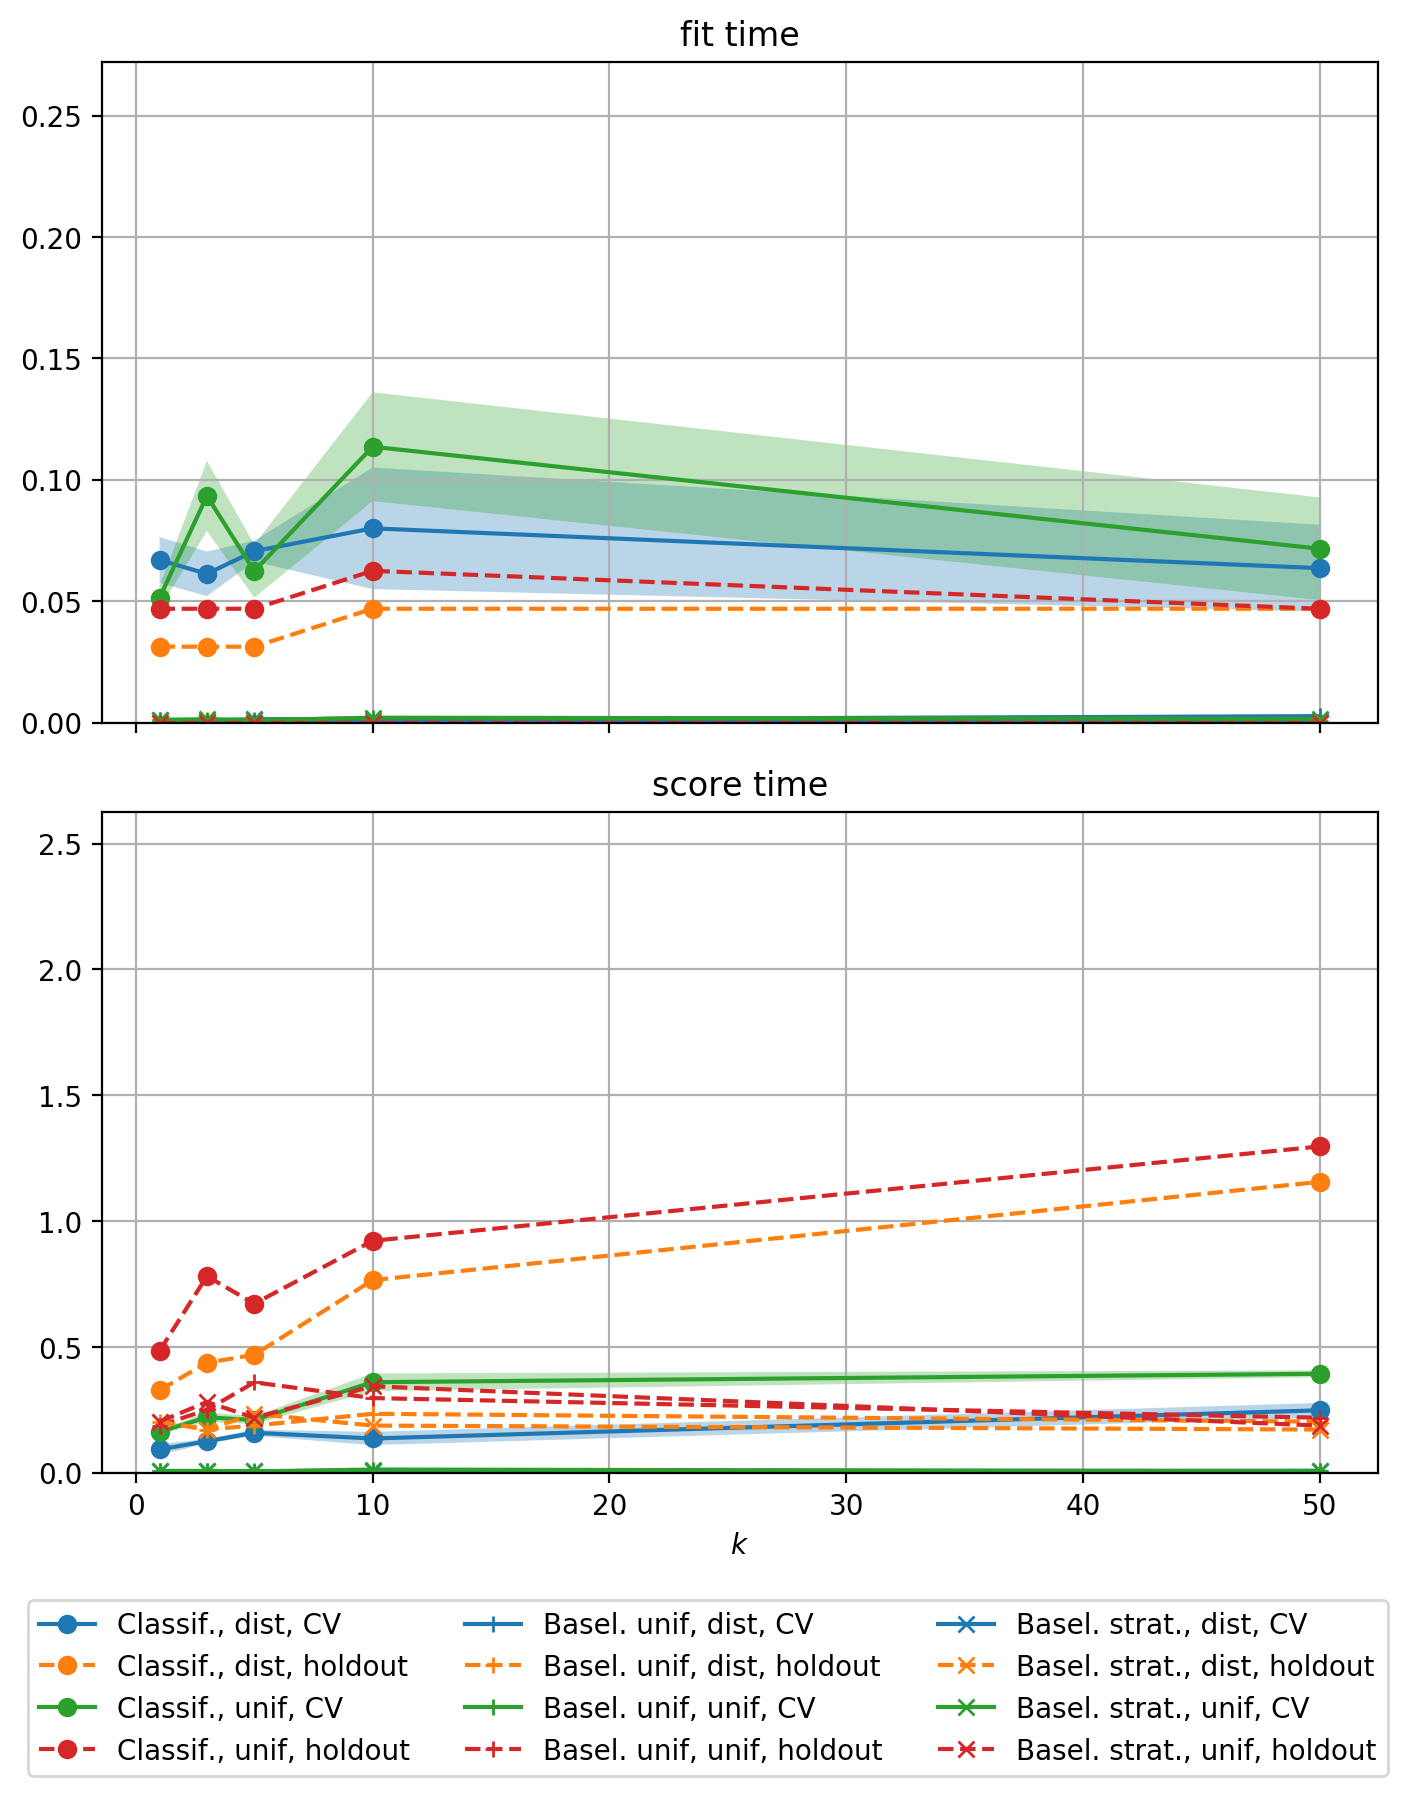 fit time
0.25
0.20
0.15
0.10
0.05
0.00
score time
2.5
2.0
1.5
1.0
0.5
0.0
0 10 20 30 40 50
k
Classif., dist, CV Basel. unif, dist, CV Basel. strat., dist, CV
Classif., dist, holdout Basel. unif, dist, holdout Basel. strat., dist, holdout
Classif., unif, CV Basel. unif, unif, CV Basel. strat., unif, CV
Classif., unif, holdout Basel. unif, unif, holdout Basel. strat., unif, holdout